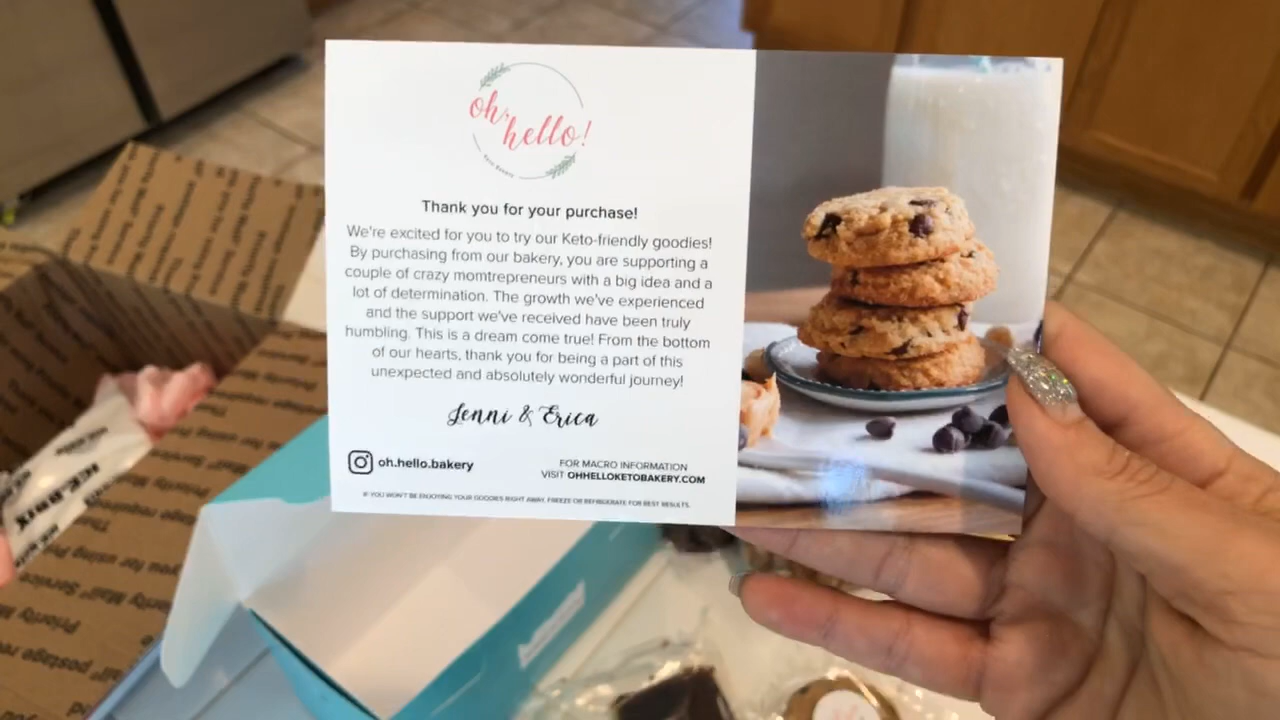 oh,
hello!
Keto Bakery
Thank you for your purchase!
We're excited for you to try our Keto-friendly goodies!
By purchasing from our bakery, you are supporting a
couple of crazy momtrepreneurs with a big idea and a
lot of determination. The growth we've experienced
and the support we've received have been truly
humbling. This is a dream come true! From the bottom
of our hearts, thank you for being a part of this
unexpected and absolutely wonderful journey!
Jenni & Erica
oh.hello.bakery
FOR MACRO INFORMATION
VISIT OHHELLOKETOBAKERY.COM
IF YOU WON'T BE ENJOYING YOUR GOODIES RIGHT AWAY, FREEZE OR REFRIGERATE FOR BEST RESULTS.